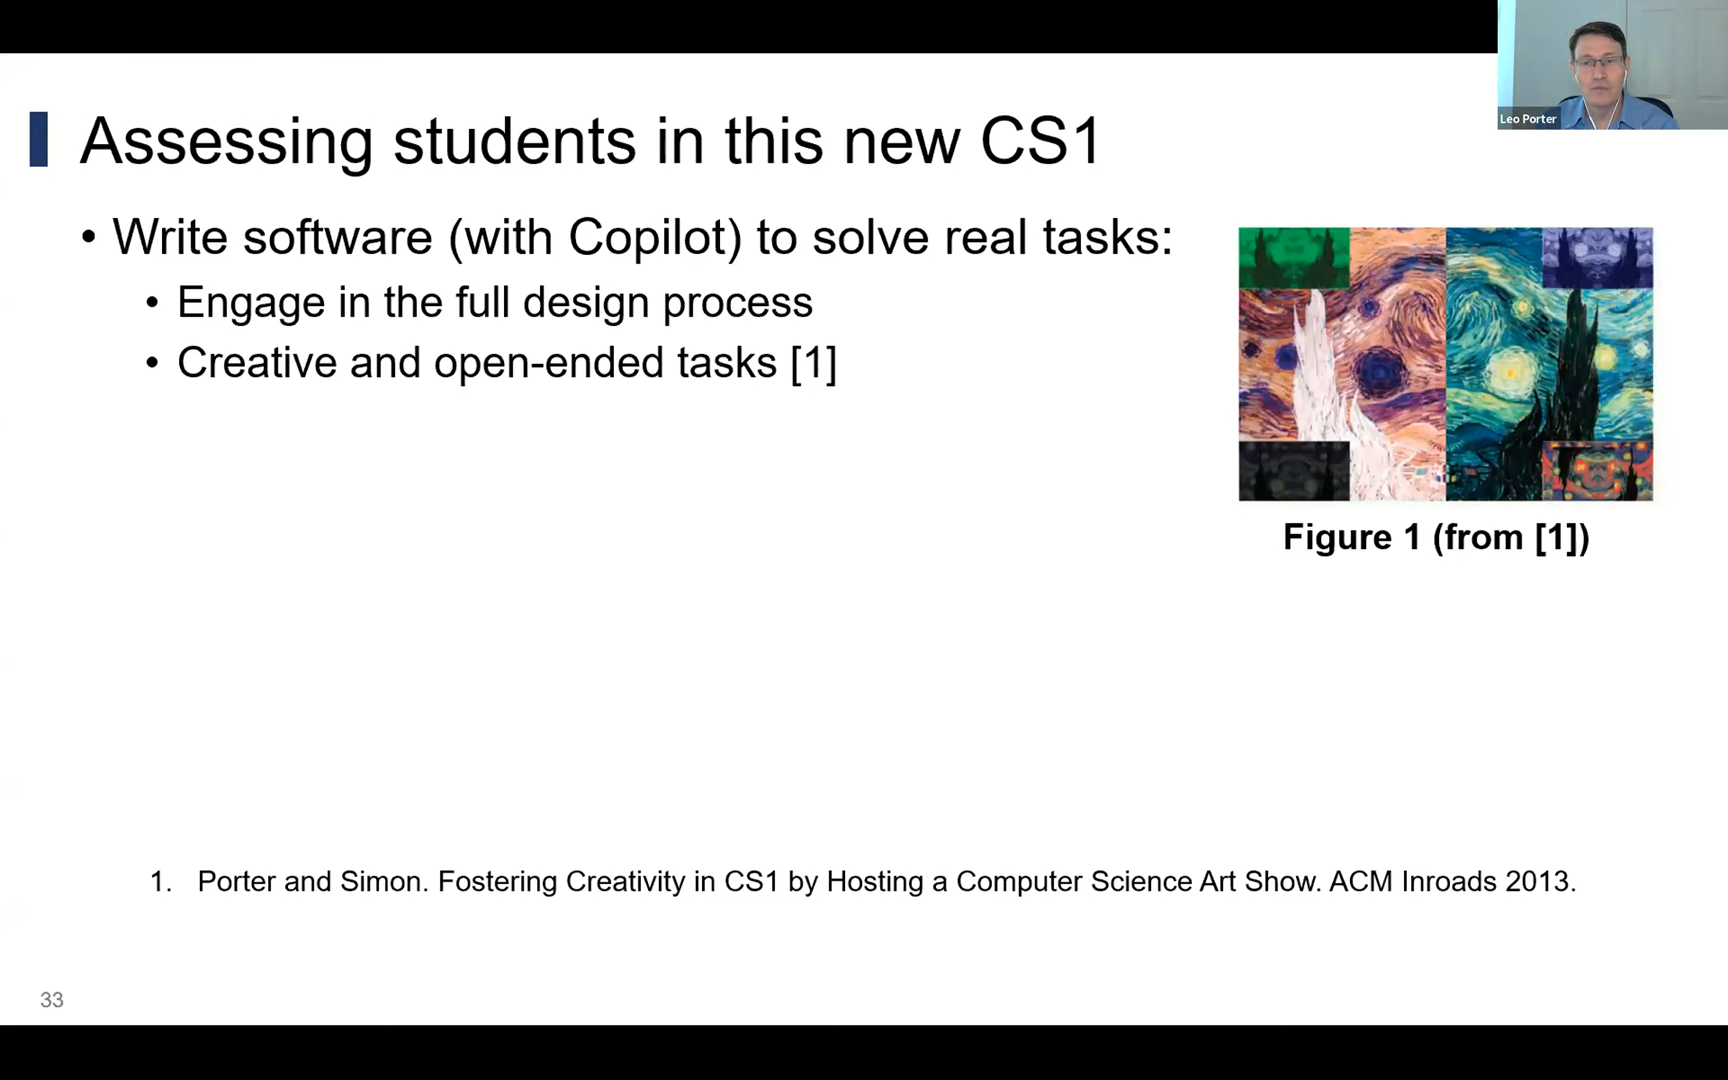 Leo Porter
Assessing students in this new CS1
• Write software (with Copilot) to solve real tasks:
• Engage in the full design process
• Creative and open-ended tasks [1]
Figure 1 (from [1])
1. Porter and Simon. Fostering Creativity in CS1 by Hosting a Computer Science Art Show. ACM Inroads 2013.
33